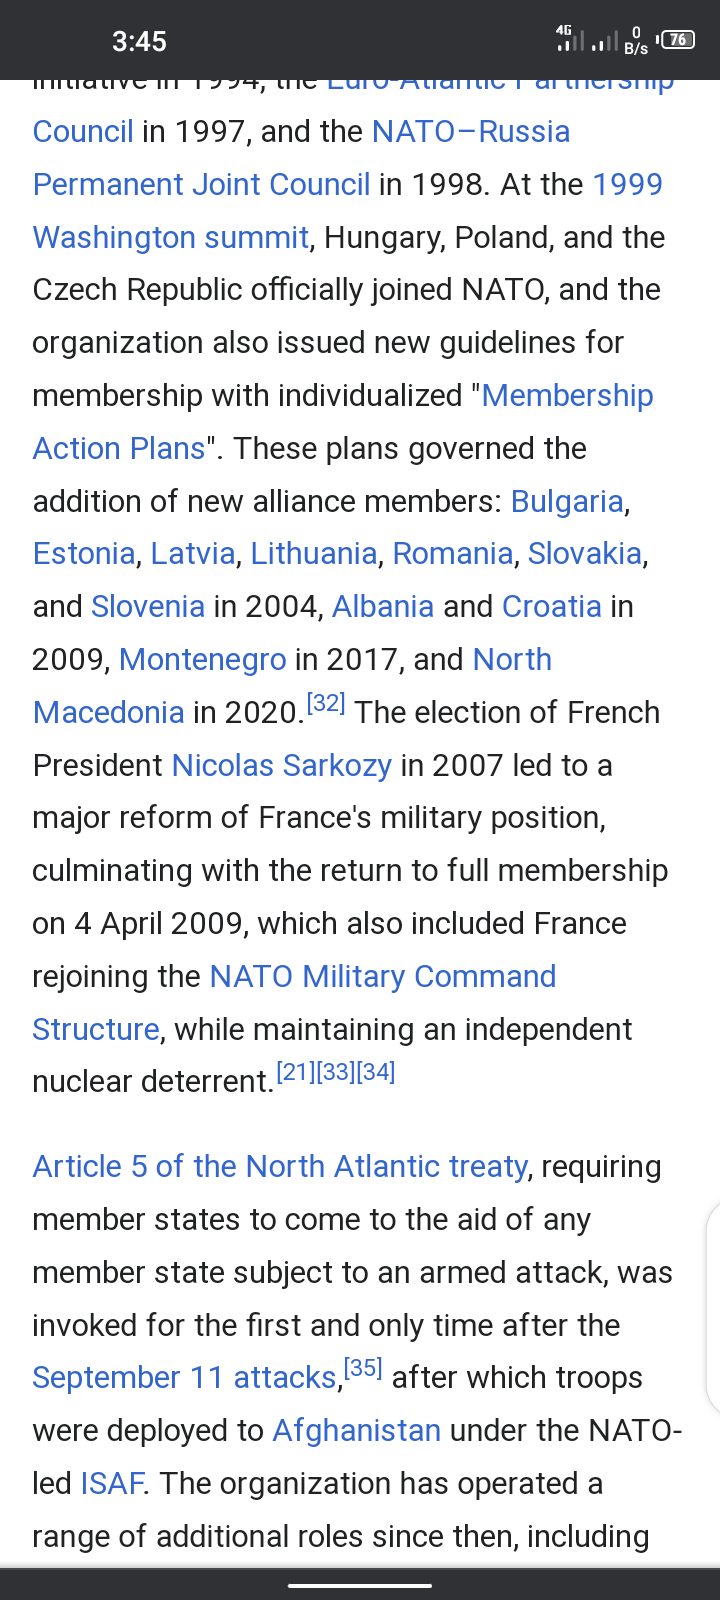 3:45
4G
0
B/s
76
initiative in 1994, the Euro-Atlantic Partnership
Council in 1997, and the NATO–Russia
Permanent Joint Council in 1998. At the 1999
Washington summit, Hungary, Poland, and the
Czech Republic officially joined NATO, and the
organization also issued new guidelines for
membership with individualized "Membership
Action Plans". These plans governed the
addition of new alliance members: Bulgaria,
Estonia, Latvia, Lithuania, Romania, Slovakia,
and Slovenia in 2004, Albania and Croatia in
2009, Montenegro in 2017, and North
Macedonia in 2020.[32] The election of French
President Nicolas Sarkozy in 2007 led to a
major reform of France's military position,
culminating with the return to full membership
on 4 April 2009, which also included France
rejoining the NATO Military Command
Structure, while maintaining an independent
nuclear deterrent.[21][33][34]
Article 5 of the North Atlantic treaty, requiring
member states to come to the aid of any
member state subject to an armed attack, was
invoked for the first and only time after the
September 11 attacks,[35] after which troops
were deployed to Afghanistan under the NATO-
led ISAF. The organization has operated a
range of additional roles since then, including